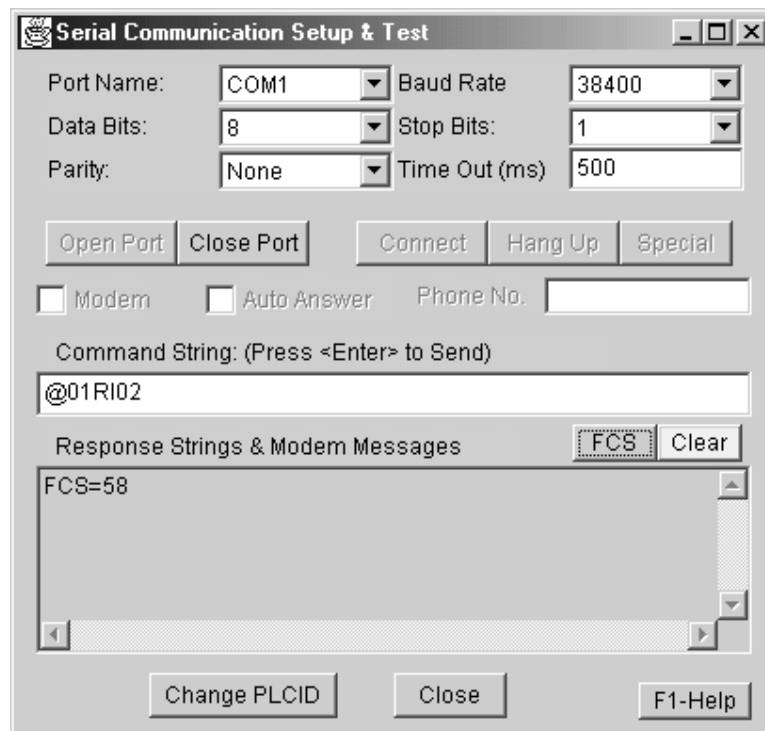 Serial Communication Setup & Test
Port Name: COM1 Baud Rate 38400
Data Bits: 8 Stop Bits: 1
Parity: None Time Out (ms) 500
Open Port Close Port Connect Hang Up Special
Modem Auto Answer Phone No.
Command String: (Press <Enter> to Send)
@01RI02
Response Strings & Modem Messages FCS Clear
FCS=58
Change PLCID Close F1-Help